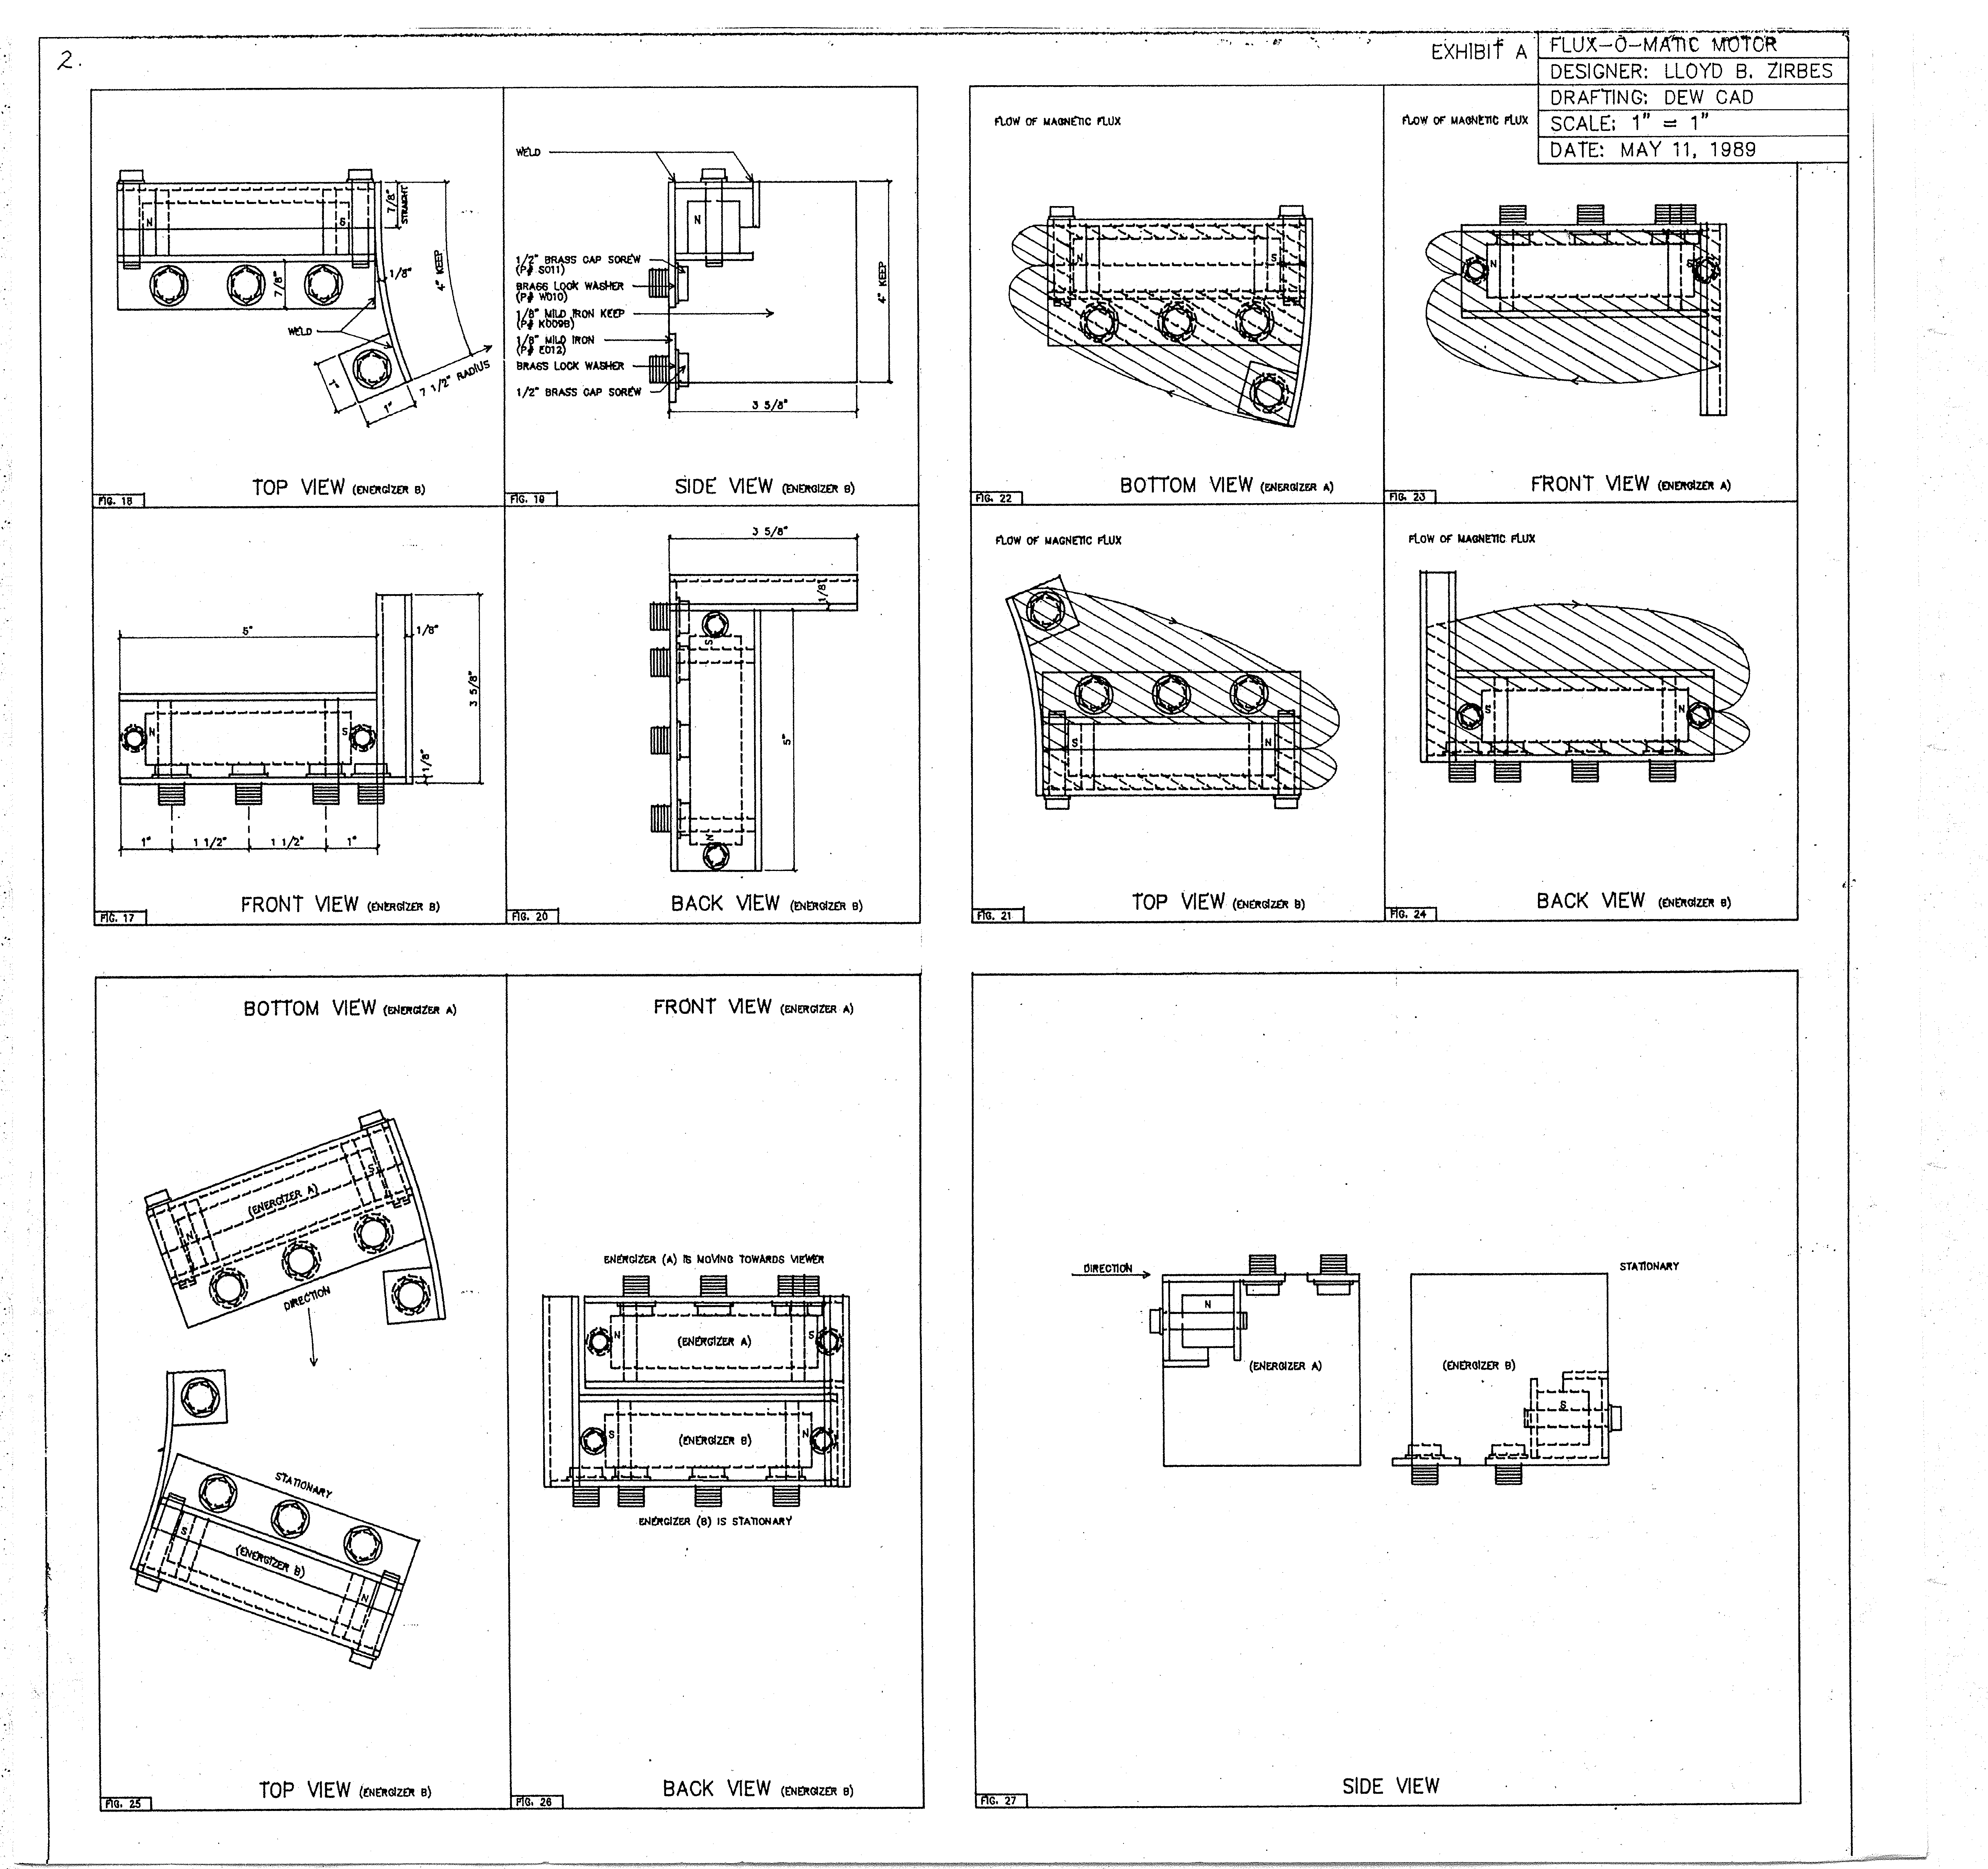 2.
EXHIBIT A
FLUX-O-MATIC MOTOR
DESIGNER: LLOYD B. ZIRBES
DRAFTING: DEW CAD
SCALE: 1" = 1"
DATE: MAY 11, 1989
N
S
7/8"
STRAIGHT
4" KEEP
1/8"
7/8"
WELD
1"
1"
7 1/2" RADIUS
TOP VIEW (ENERGIZER B)
FIG. 18
WELD
N
1/2" BRASS CAP SOREW
(P# S011)
BRASS LOCK WASHER
(P# W010)
1/8" MILD IRON KEEP
(P# K009B)
1/8" MILD IRON
(P# E012)
BRASS LOCK WASHER
1/2" BRASS CAP SOREW
4" KEEP
3 5/8"
SIDE VIEW (ENERGIZER B)
FIG. 19
FLOW OF MAGNETIC FLUX
N
S
BOTTOM VIEW (ENERGIZER A)
FIG. 22
FLOW OF MAGNETIC FLUX
N
S
FRONT VIEW (ENERGIZER A)
FIG. 23
5"
1/8"
3 5/8"
N
S
1/8"
1"
1 1/2"
1 1/2"
1"
FRONT VIEW (ENERGIZER B)
FIG. 17
3 5/8"
1/8"
S
5"
N
BACK VIEW (ENERGIZER B)
FIG. 20
FLOW OF MAGNETIC FLUX
S
N
TOP VIEW (ENERGIZER B)
FIG. 21
FLOW OF MAGNETIC FLUX
S
N
BACK VIEW (ENERGIZER B)
FIG. 24
BOTTOM VIEW (ENERGIZER A)
S
(ENERGIZER A)
N
DIRECTION
STATIONARY
S
(ENERGIZER B)
N
TOP VIEW (ENERGIZER B)
FIG. 25
FRONT VIEW (ENERGIZER A)
ENERGIZER (A) IS MOVING TOWARDS VIEWER
N
S
(ENERGIZER A)
S
N
(ENERGIZER B)
ENERGIZER (B) IS STATIONARY
BACK VIEW (ENERGIZER B)
FIG. 26
DIRECTION
STATIONARY
N
(ENERGIZER A)
(ENERGIZER B)
S
SIDE VIEW
FIG. 27